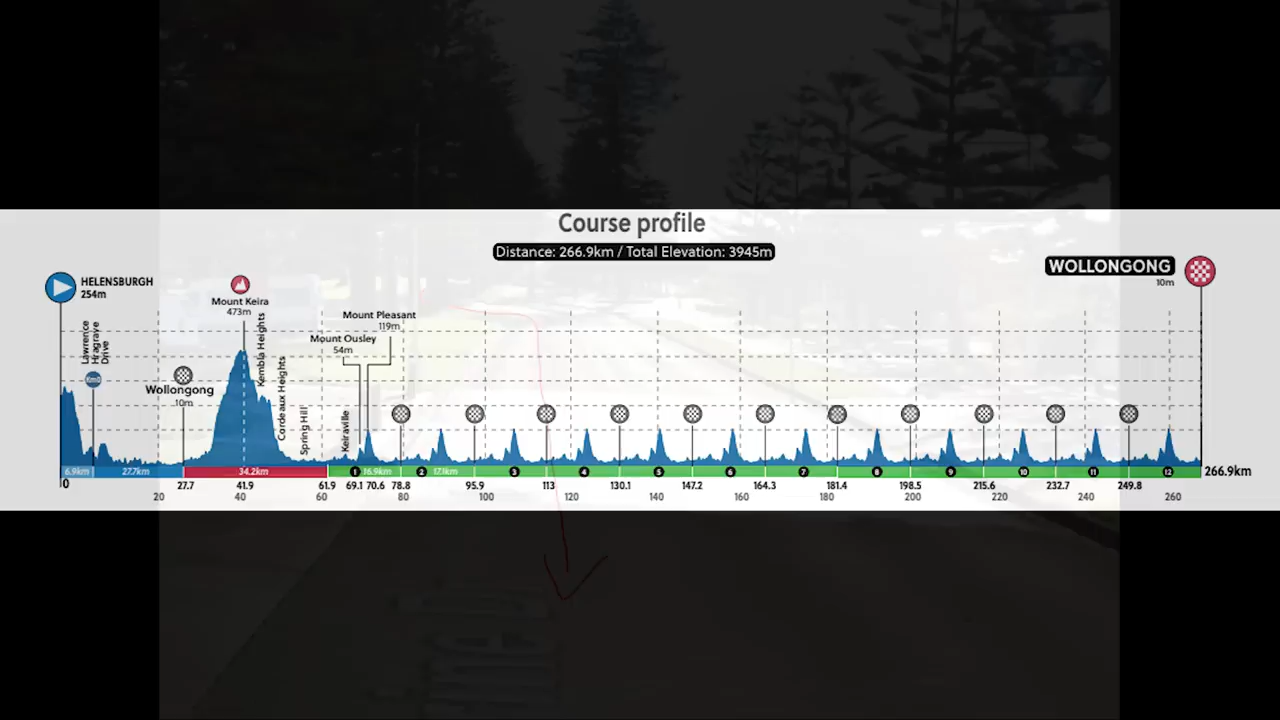 Course profile
Distance: 266.9km / Total Elevation: 3945m
WOLLONGONG
10m
HELENSBURGH
254m
Mount Keira
473m
Mount Pleasant
119m
Mount Ousley
54m
Lawrence
Hragrave
Drive
Kembla Heights
Cordeaux Heights
Spring Hill
Keiraville
Km0
Wollongong
10m
6.9km 27.7km 34.2km 1 16.9km 2 17.1km 3 4 5 6 7 8 9 10 11 12 266.9km
0 27.7 41.9 61.9 69.1 70.6 78.8 95.9 113 130.1 147.2 164.3 181.4 198.5 215.6 232.7 249.8
20 40 60 80 100 120 140 160 180 200 220 240 260